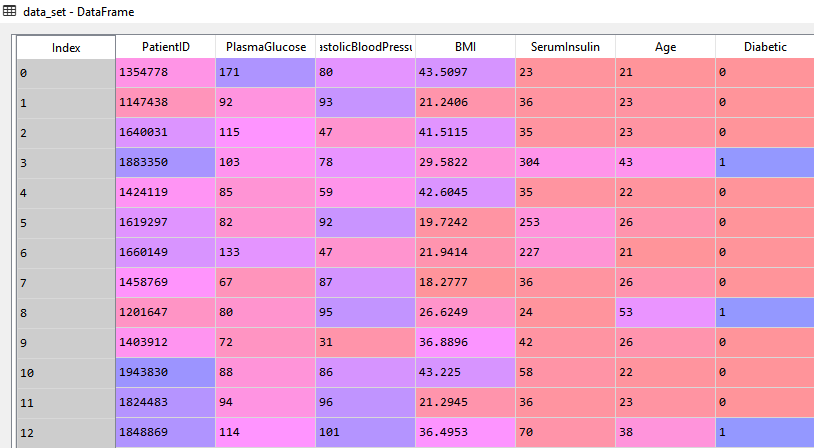 data_set - DataFrame
Index PatientID PlasmaGlucose astolicBloodPressu BMI SerumInsulin Age Diabetic
0 1354778 171 80 43.5097 23 21 0
1 1147438 92 93 21.2406 36 23 0
2 1640031 115 47 41.5115 35 23 0
3 1883350 103 78 29.5822 304 43 1
4 1424119 85 59 42.6045 35 22 0
5 1619297 82 92 19.7242 253 26 0
6 1660149 133 47 21.9414 227 21 0
7 1458769 67 87 18.2777 36 26 0
8 1201647 80 95 26.6249 24 53 1
9 1403912 72 31 36.8896 42 26 0
10 1943830 88 86 43.225 58 22 0
11 1824483 94 96 21.2945 36 23 0
12 1848869 114 101 36.4953 70 38 1